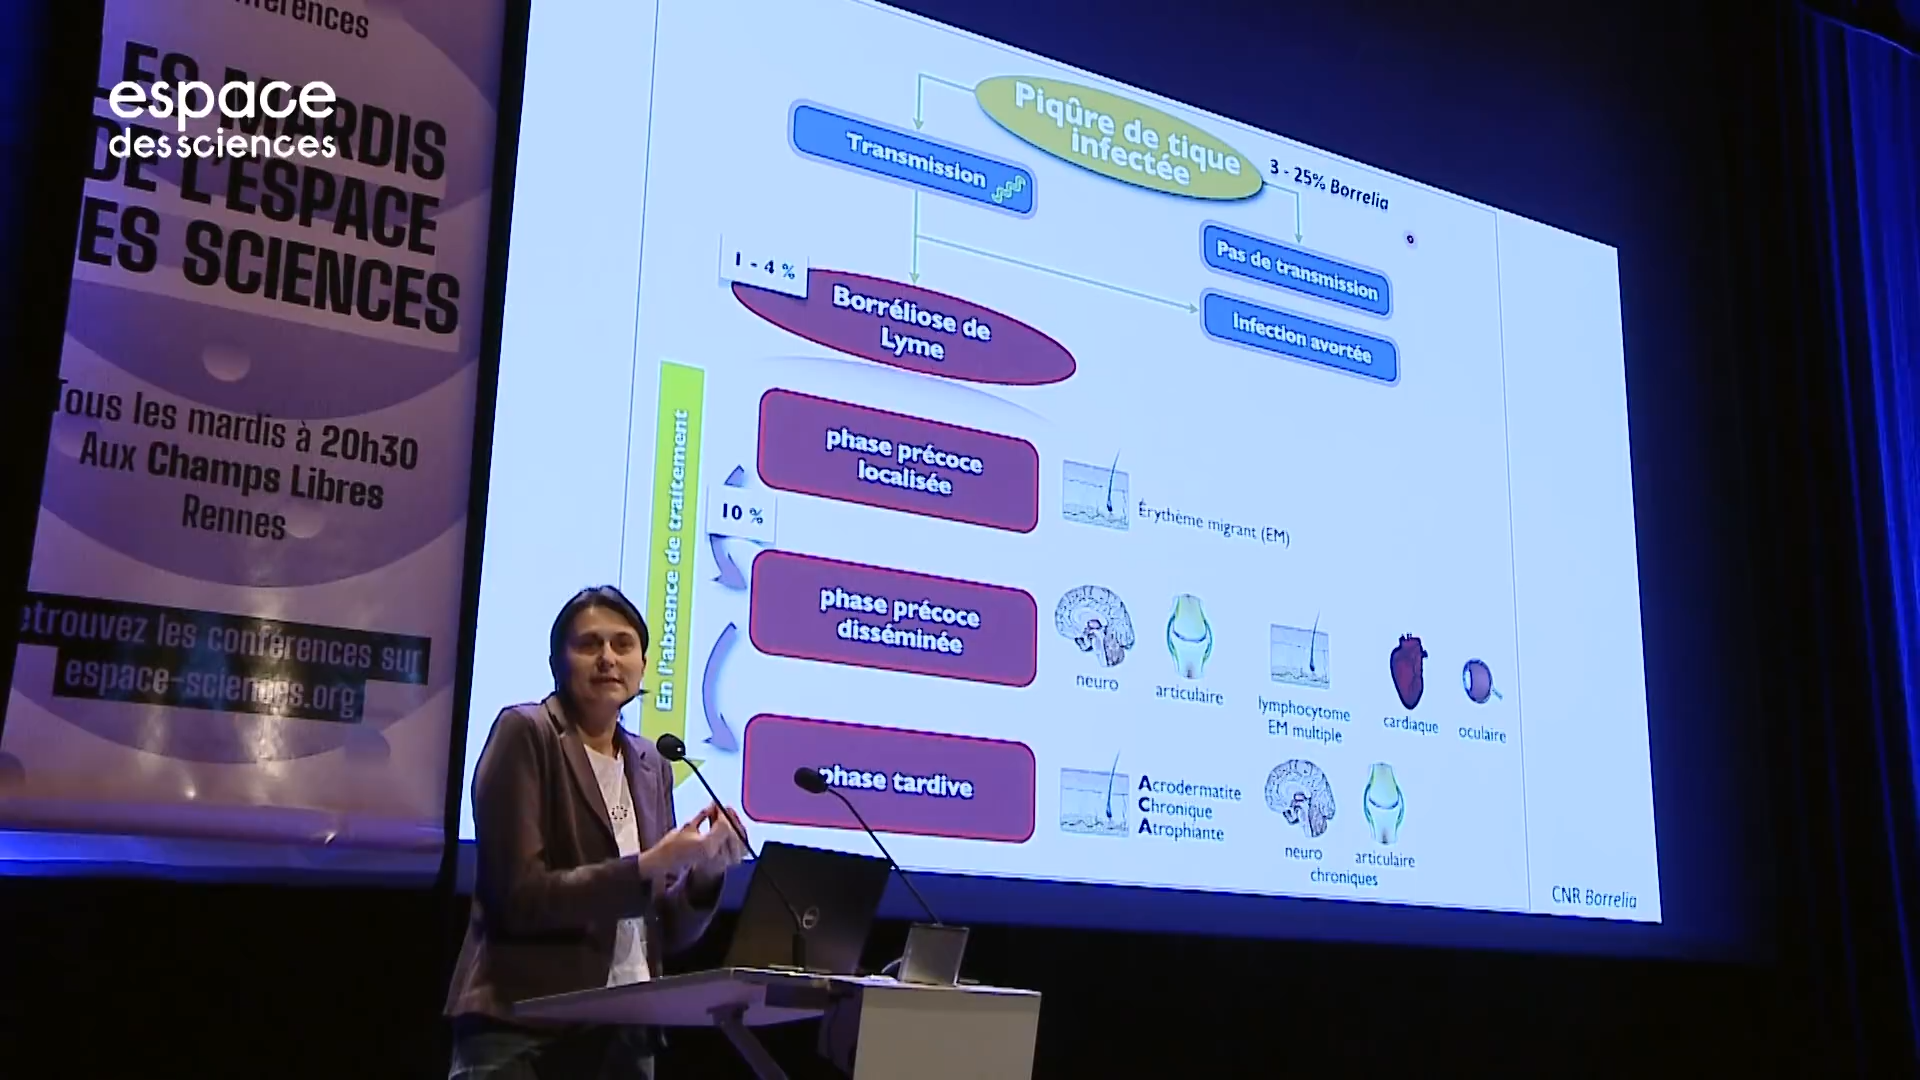 espace
des sciences
LES MARDIS
DE L'ESPACE
DES SCIENCES
Tous les mardis à 20h30
Aux Champs Libres
Rennes
etrouvez les conférences sur
espace-sciences.org
Piqûre de tique
infectée
3 - 25% Borrelia
Transmission
Pas de transmission
Infection avortée
1 - 4 %
Borréliose de
Lyme
En l'absence de traitement
phase précoce
localisée
Érythème migrant (EM)
10 %
phase précoce
disséminée
neuro
articulaire
lymphocytome
EM multiple
cardiaque
oculaire
phase tardive
Acrodermatite
Chronique
Atrophiante
neuro
articulaire
chroniques
CNR Borrelia